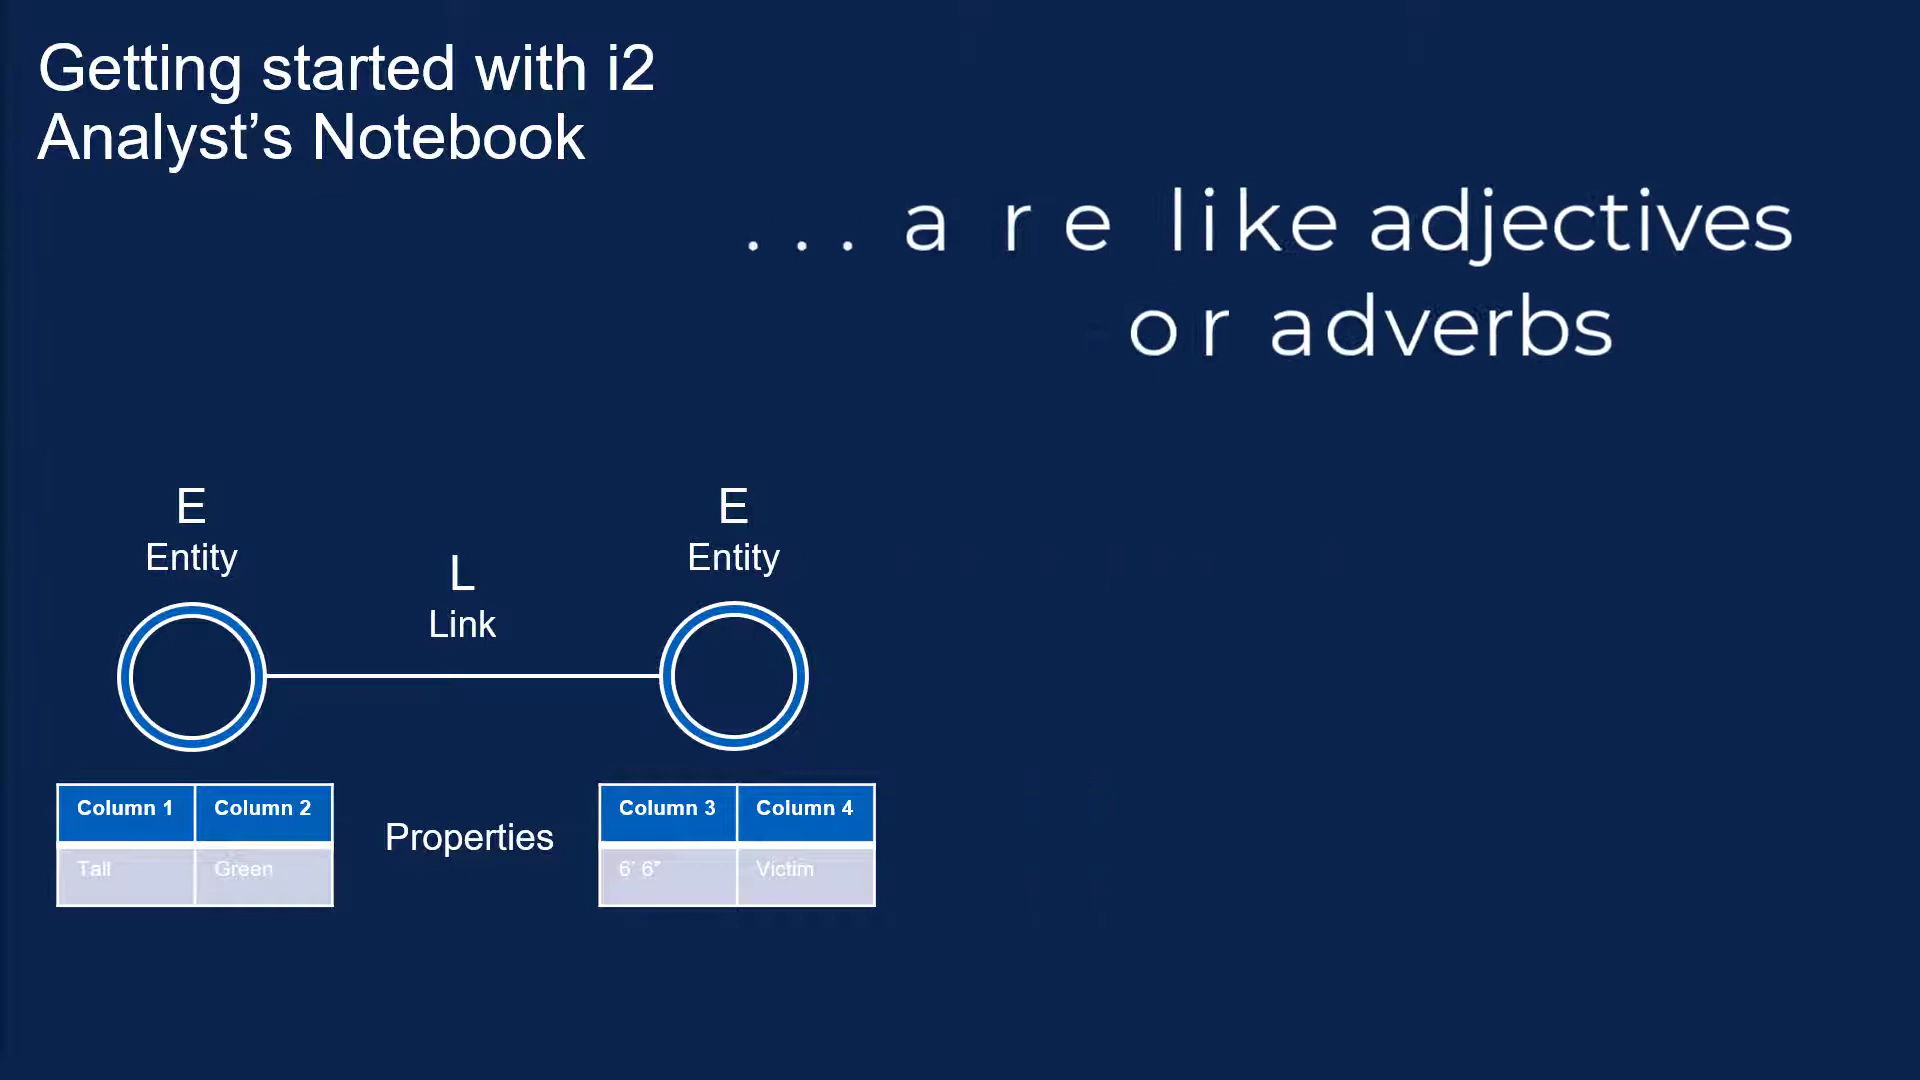 Getting started with i2
Analyst’s Notebook
... are like adjectives
or adverbs
E
Entity
E
Entity
L
Link
Column 1 Column 2
Tall Green
Properties
Column 3 Column 4
6’ 6” Victim